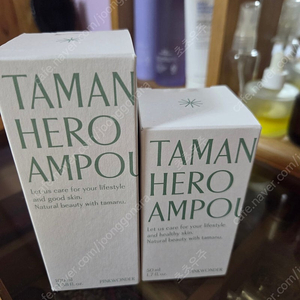 TAMAN
HERO
AMPOU
Let us care for your lifestyle
and good skin.
Natural beauty with tamanu.
TAMAN
HERO
AMPOU
Let us care for your lifestyle
and healthy skin.
Natural beauty with tamanu.